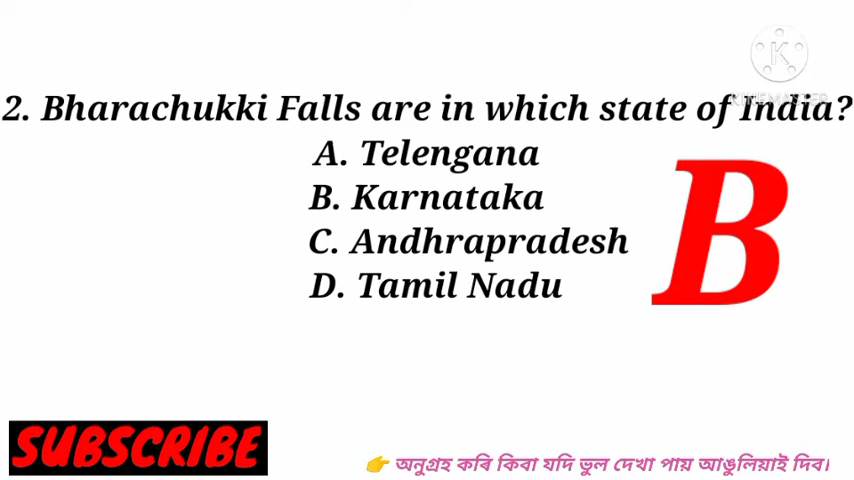 KINEMASTER
2. Bharachukki Falls are in which state of India?
A. Telengana
B. Karnataka
C. Andhrapradesh
D. Tamil Nadu
B
SUBSCRIBE
👉 অনুগ্ৰহ কৰি কিবা যদি ভুল দেখা পায় আঙুলিয়াই দিব।